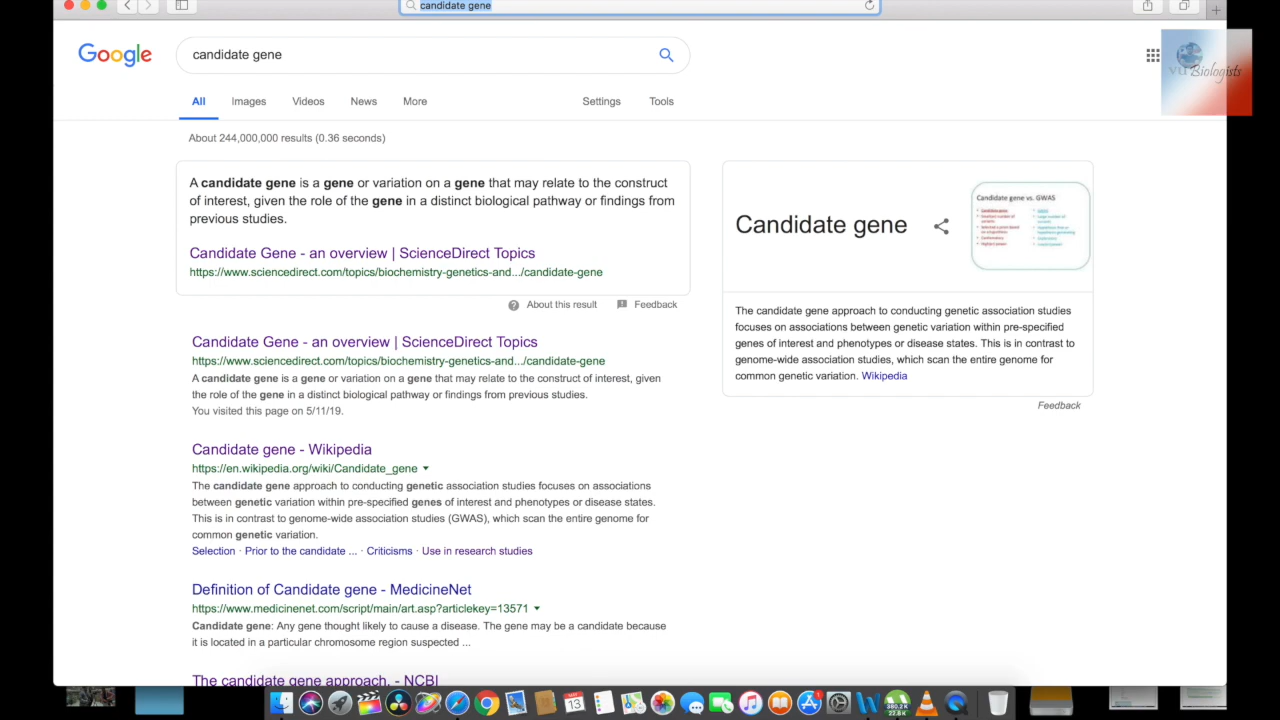 candidate gene
Google
candidate gene
vu Biologists
All Images Videos News More Settings Tools
About 244,000,000 results (0.36 seconds)
A candidate gene is a gene or variation on a gene that may relate to the construct
of interest, given the role of the gene in a distinct biological pathway or findings from
previous studies.
Candidate Gene - an overview | ScienceDirect Topics
https://www.sciencedirect.com/topics/biochemistry-genetics-and.../candidate-gene
About this result Feedback
Candidate Gene - an overview | ScienceDirect Topics
https://www.sciencedirect.com/topics/biochemistry-genetics-and.../candidate-gene
A candidate gene is a gene or variation on a gene that may relate to the construct of interest, given
the role of the gene in a distinct biological pathway or findings from previous studies.
You visited this page on 5/11/19.
Candidate gene - Wikipedia
https://en.wikipedia.org/wiki/Candidate_gene
The candidate gene approach to conducting genetic association studies focuses on associations
between genetic variation within pre-specified genes of interest and phenotypes or disease states.
This is in contrast to genome-wide association studies (GWAS), which scan the entire genome for
common genetic variation.
Selection · Prior to the candidate ... · Criticisms · Use in research studies
Definition of Candidate gene - MedicineNet
https://www.medicinenet.com/script/main/art.asp?articlekey=13571
Candidate gene: Any gene thought likely to cause a disease. The gene may be a candidate because
it is located in a particular chromosome region suspected ...
The candidate gene approach. - NCBI
Candidate gene
Candidate gene vs. GWAS
The candidate gene approach to conducting genetic association studies
focuses on associations between genetic variation within pre-specified
genes of interest and phenotypes or disease states. This is in contrast to
genome-wide association studies, which scan the entire genome for
common genetic variation. Wikipedia
Feedback
13
1
380.2 K
22.6 K